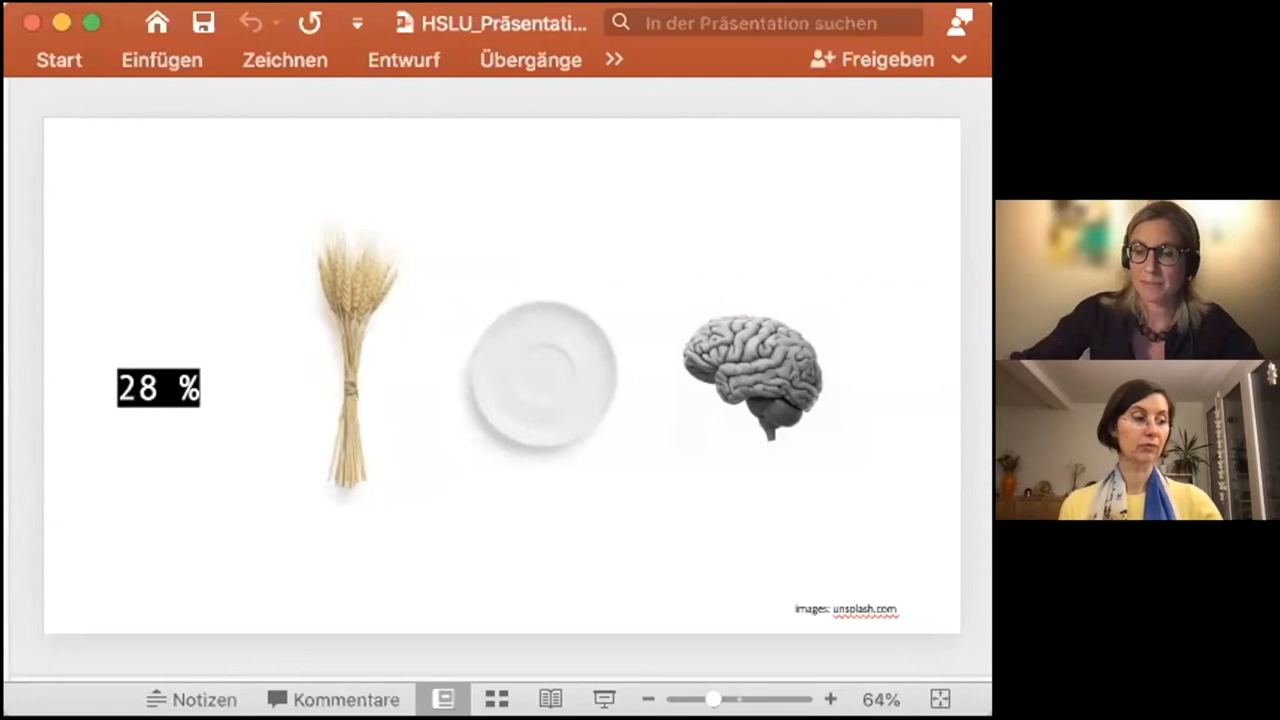 HSLU_Präsentati...
In der Präsentation suchen
Start Einfügen Zeichnen Entwurf Übergänge >> Freigeben
28 %
images: unsplash.com
Notizen Kommentare 64%